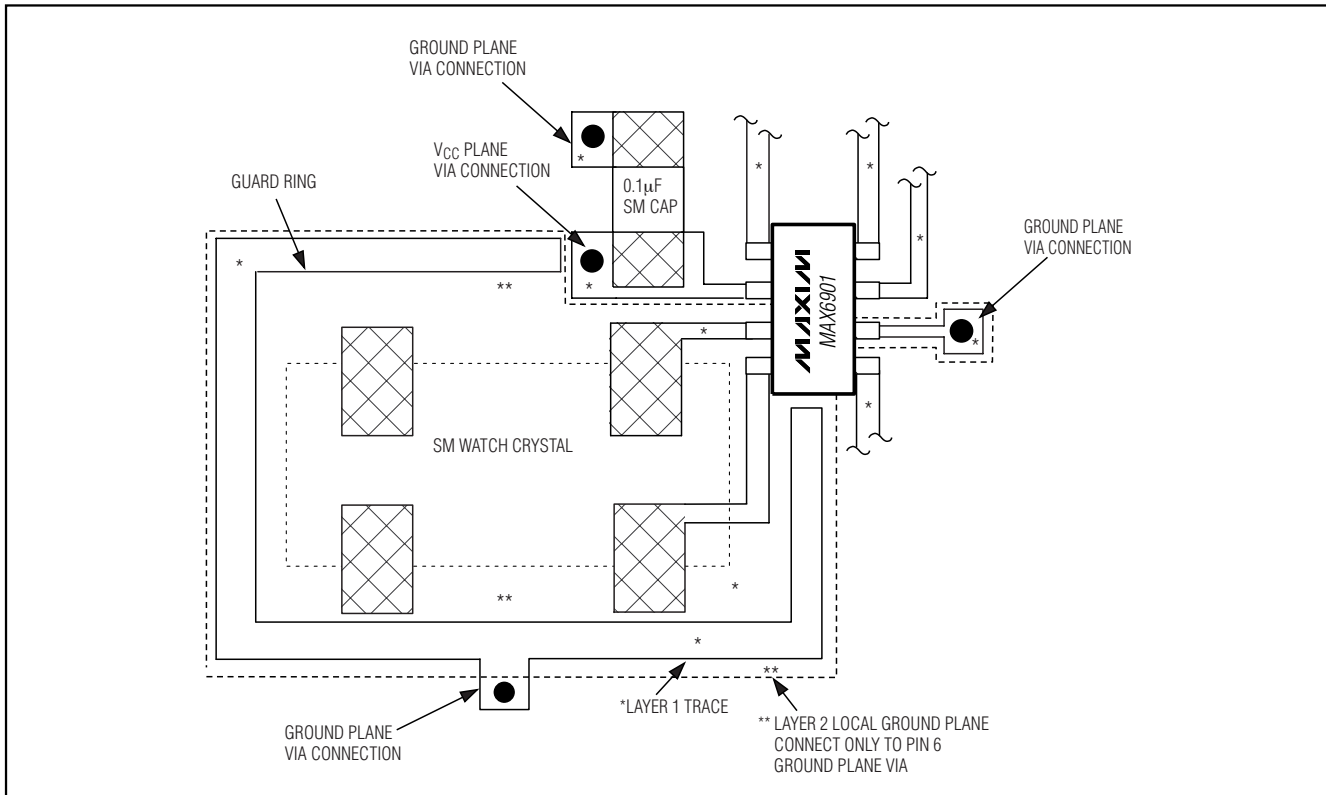 GROUND PLANE
VIA CONNECTION
VCC PLANE
VIA CONNECTION
GUARD RING
*
*
*
0.1µF
SM CAP
*
*
*
GROUND PLANE
VIA CONNECTION
MAXIM
MAX6901
**
*
*
*
SM WATCH CRYSTAL
**
*
*
**
*LAYER 1 TRACE
GROUND PLANE
VIA CONNECTION
** LAYER 2 LOCAL GROUND PLANE
CONNECT ONLY TO PIN 6
GROUND PLANE VIA